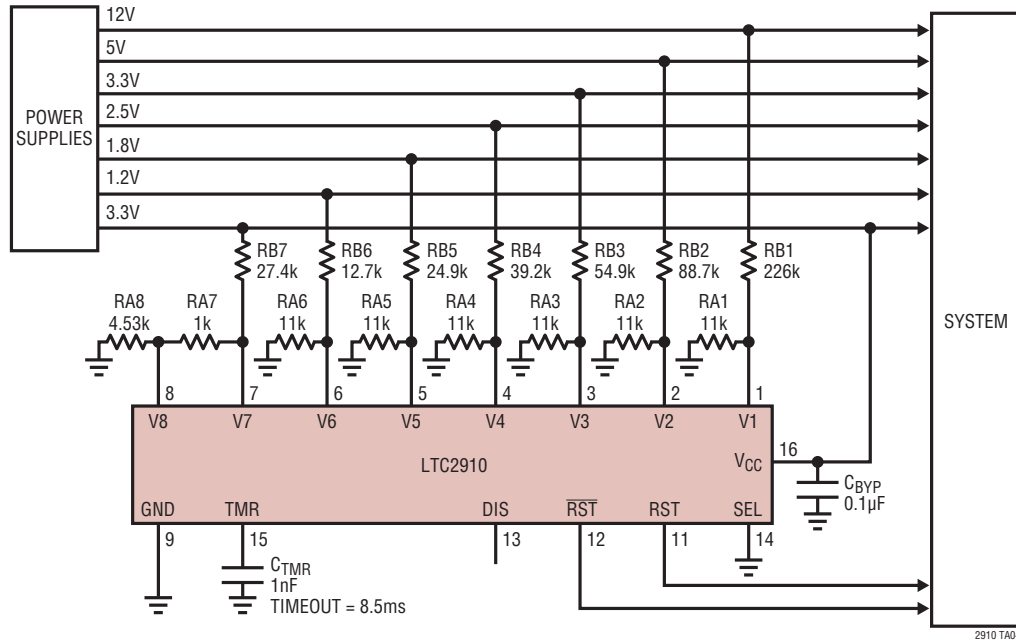 12V
5V
3.3V
2.5V
1.8V
1.2V
3.3V
POWER
SUPPLIES
SYSTEM
RB7
27.4k
RB6
12.7k
RB5
24.9k
RB4
39.2k
RB3
54.9k
RB2
88.7k
RB1
226k
RA8
4.53k
RA7
1k
RA6
11k
RA5
11k
RA4
11k
RA3
11k
RA2
11k
RA1
11k
8 7 6 5 4 3 2 1
V8 V7 V6 V5 V4 V3 V2 V1
LTC2910
VCC
16
CBYP
0.1µF
GND TMR DIS RST RST SEL
9 15 13 12 11 14
CTMR
1nF
TIMEOUT = 8.5ms
2910 TA0